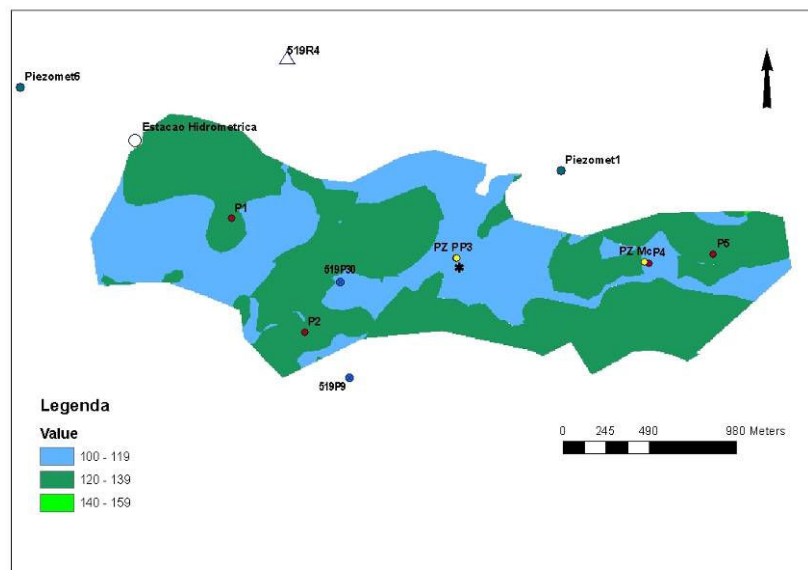 519R4
Piezomet6
Estacao Hidrometrica
Piezomet1
P1
PZ PP3
PZ McP4
P5
519P30
P2
519P9
Legenda
Value
100 - 119
120 - 139
140 - 159
0 245 490 980 Meters